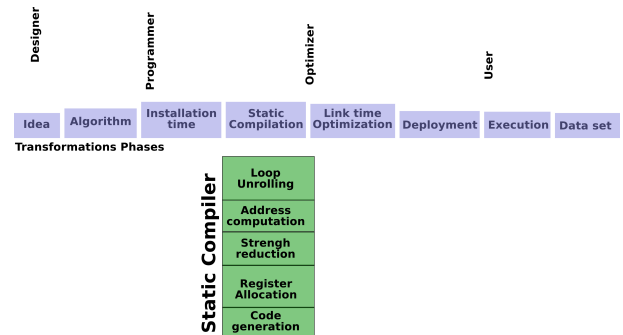 Designer
Programmer
Optimizer
User
Idea
Algorithm
Installation
time
Static
Compilation
Link time
Optimization
Deployment
Execution
Data set
Transformations Phases
Static Compiler
Loop
Unrolling
Address
computation
Strengh
reduction
Register
Allocation
Code
generation